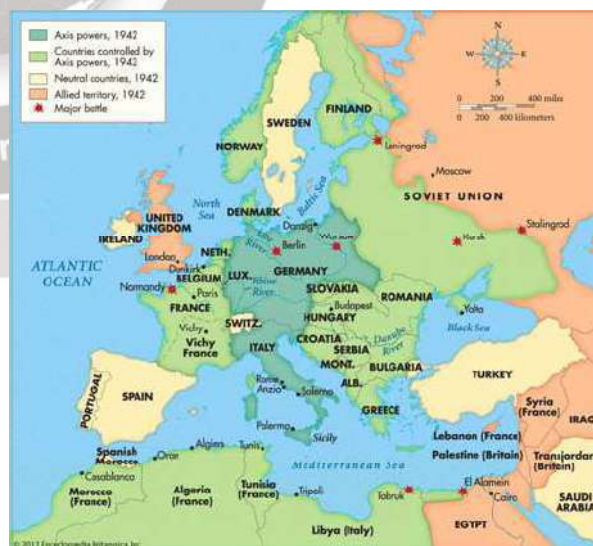 Axis powers, 1942
Countries controlled by
Axis powers, 1942
Neutral countries, 1942
Allied territory, 1942
Major battle
N
W
E
S
0 200 400 miles
0 200 400 kilometers
FINLAND
SWEDEN
NORWAY
Leningrad
Moscow
SOVIET UNION
North
Sea
Baltic Sea
DENMARK
UNITED
KINGDOM
IRELAND
Stalingrad
Danzig
Warsaw
Kursk
River
Berlin
NETH.
London
Dunkirk
BELGIUM
LUX.
GERMANY
ATLANTIC
OCEAN
Normandy
Paris
Rhine
River
SLOVAKIA
FRANCE
Budapest
HUNGARY
ROMANIA
Yalta
Vichy
SWITZ.
CROATIA
Danube
River
Black Sea
Vichy
France
ITALY
SERBIA
MONT.
BULGARIA
ALB.
PORTUGAL
SPAIN
Rome
Anzio
Salerno
TURKEY
GREECE
Syria
(France)
IRAQ
Palermo
Sicily
Lebanon (France)
Palestine (Britain)
Spanish
Morocco
Oran
Algiers
Tunis
Mediterranean Sea
Transjordan
(Britain)
Casablanca
Morocco
(France)
Algeria
(France)
Tunisia
(France)
Tripoli
Tobruk
El Alamein
Cairo
SAUDI
ARABIA
Libya (Italy)
EGYPT
© 2012 Encyclopædia Britannica, Inc.